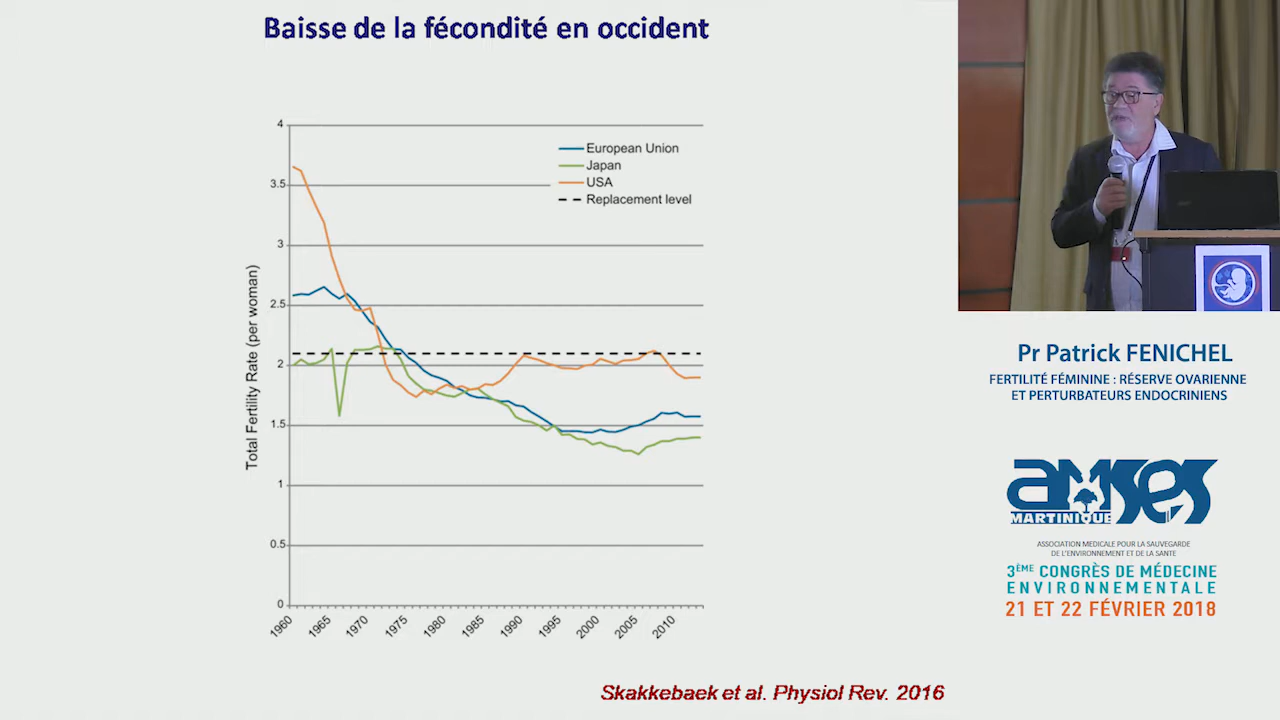 Baisse de la fécondité en occident
4
3.5
3
2.5
2
1.5
1
0.5
0
Total Fertility Rate (per woman)
European Union
Japan
USA
Replacement level
1960
1965
1970
1975
1980
1985
1990
1995
2000
2005
2010
Skakkebaek et al. Physiol Rev. 2016
Pr Patrick FENICHEL
FERTILITÉ FÉMININE : RÉSERVE OVARIENNE
ET PERTURBATEURS ENDOCRINIENS
AMSES
MARTINIQUE
ASSOCIATION MEDICALE POUR LA SAUVEGARDE
DE L'ENVIRONNEMENT ET DE LA SANTE
3ÈME CONGRÈS DE MÉDECINE
ENVIRONNEMENTALE
21 ET 22 FÉVRIER 2018